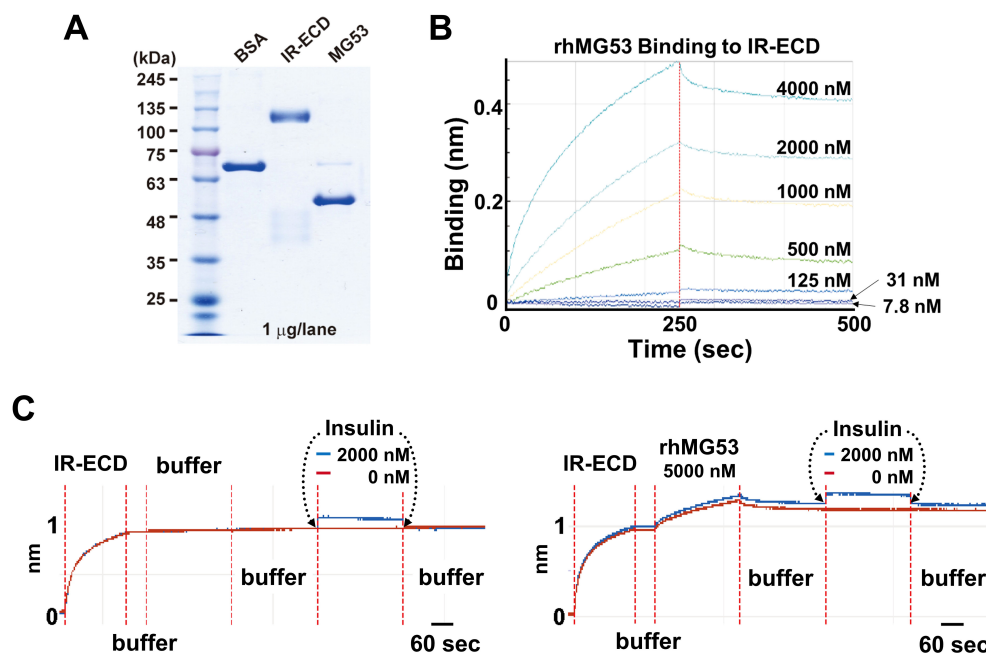 A
BSA
IR-ECD
MG53
(kDa)
245
135
100
75
63
48
35
25
1 μg/lane
B
rhMG53 Binding to IR-ECD
Binding (nm)
0.4
0.2
0
4000 nM
2000 nM
1000 nM
500 nM
125 nM
31 nM
7.8 nM
0
250
500
Time (sec)
C
IR-ECD
buffer
Insulin
2000 nM
0 nM
nm
1
0
buffer
buffer
buffer
60 sec
IR-ECD
rhMG53
5000 nM
Insulin
2000 nM
0 nM
nm
1
0
buffer
buffer
buffer
60 sec